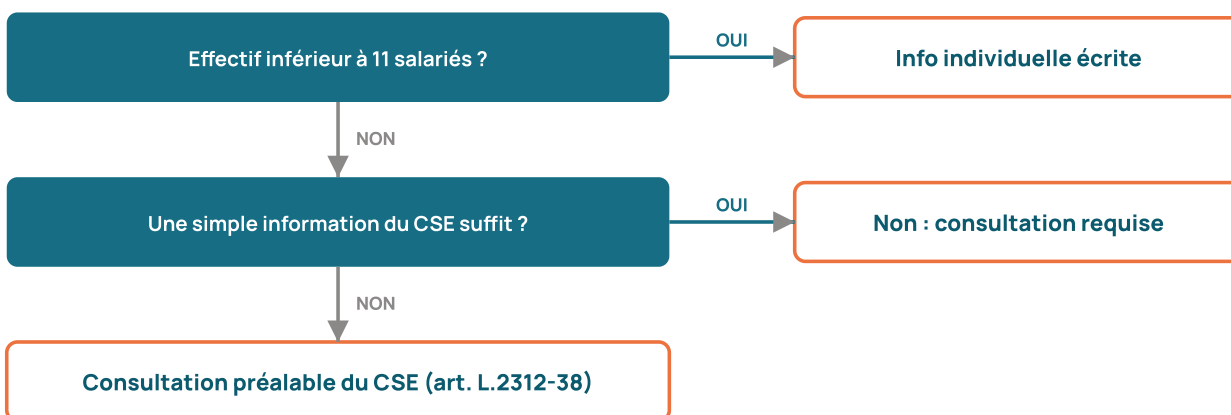 Effectif inférieur à 11 salariés ?
OUI
Info individuelle écrite
NON
Une simple information du CSE suffit ?
OUI
Non : consultation requise
NON
Consultation préalable du CSE (art. L.2312-38)